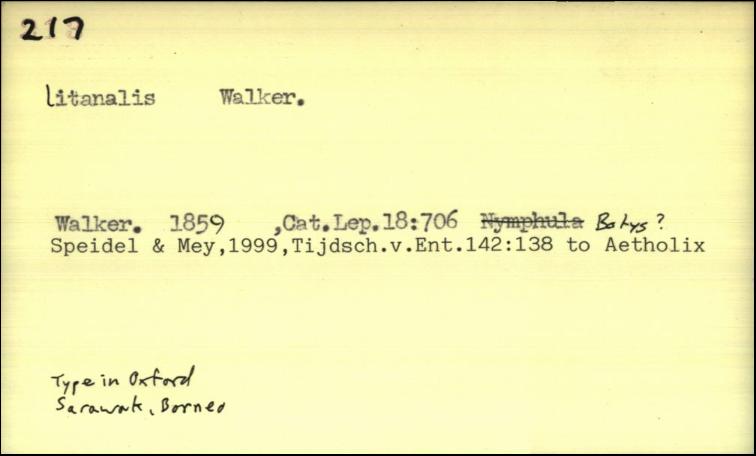 217
litanalis Walker.
Walker. 1859 ,Cat.Lep.18:706 Nymphula Botys?
Speidel & Mey,1999,Tijdsch.v.Ent.142:138 to Aetholix
Type in Oxford
Sarawak, Borneo